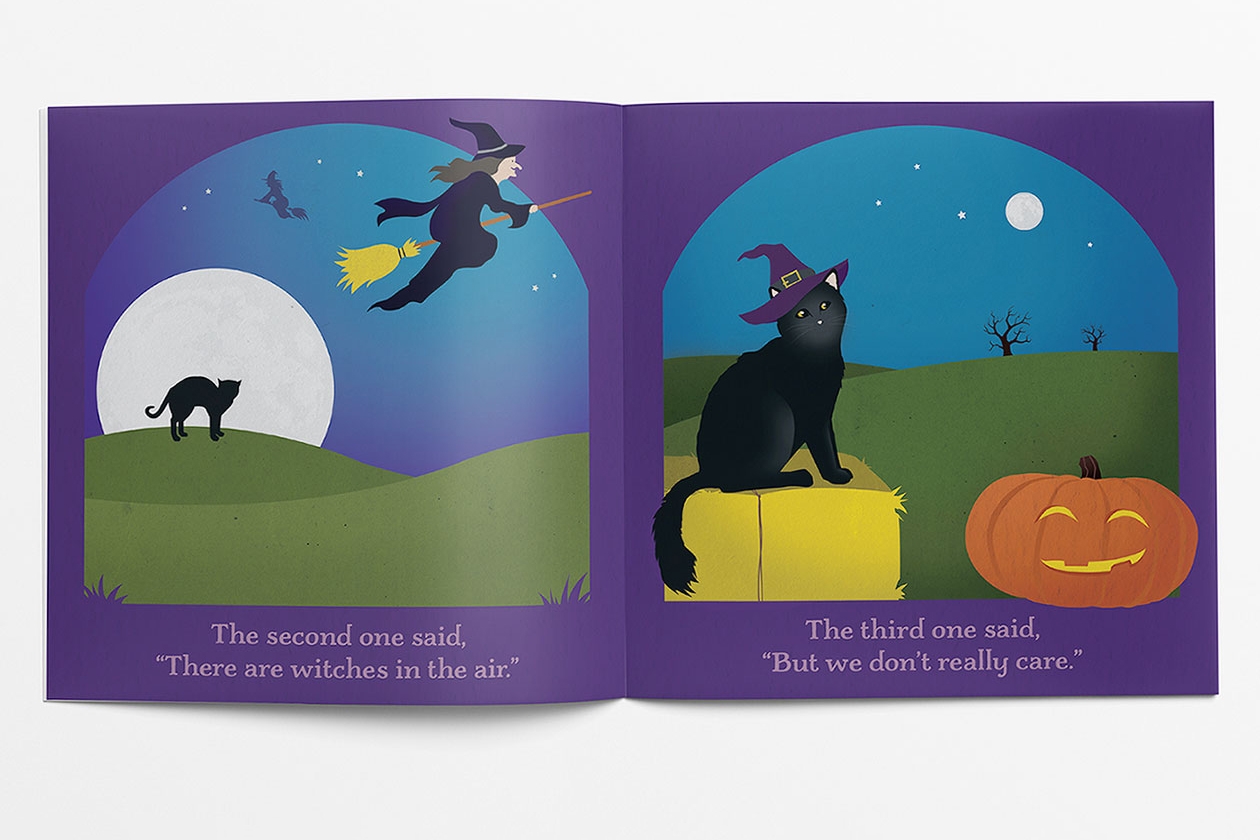 The second one said,
“There are witches in the air.”
The third one said,
“But we don’t really care.”